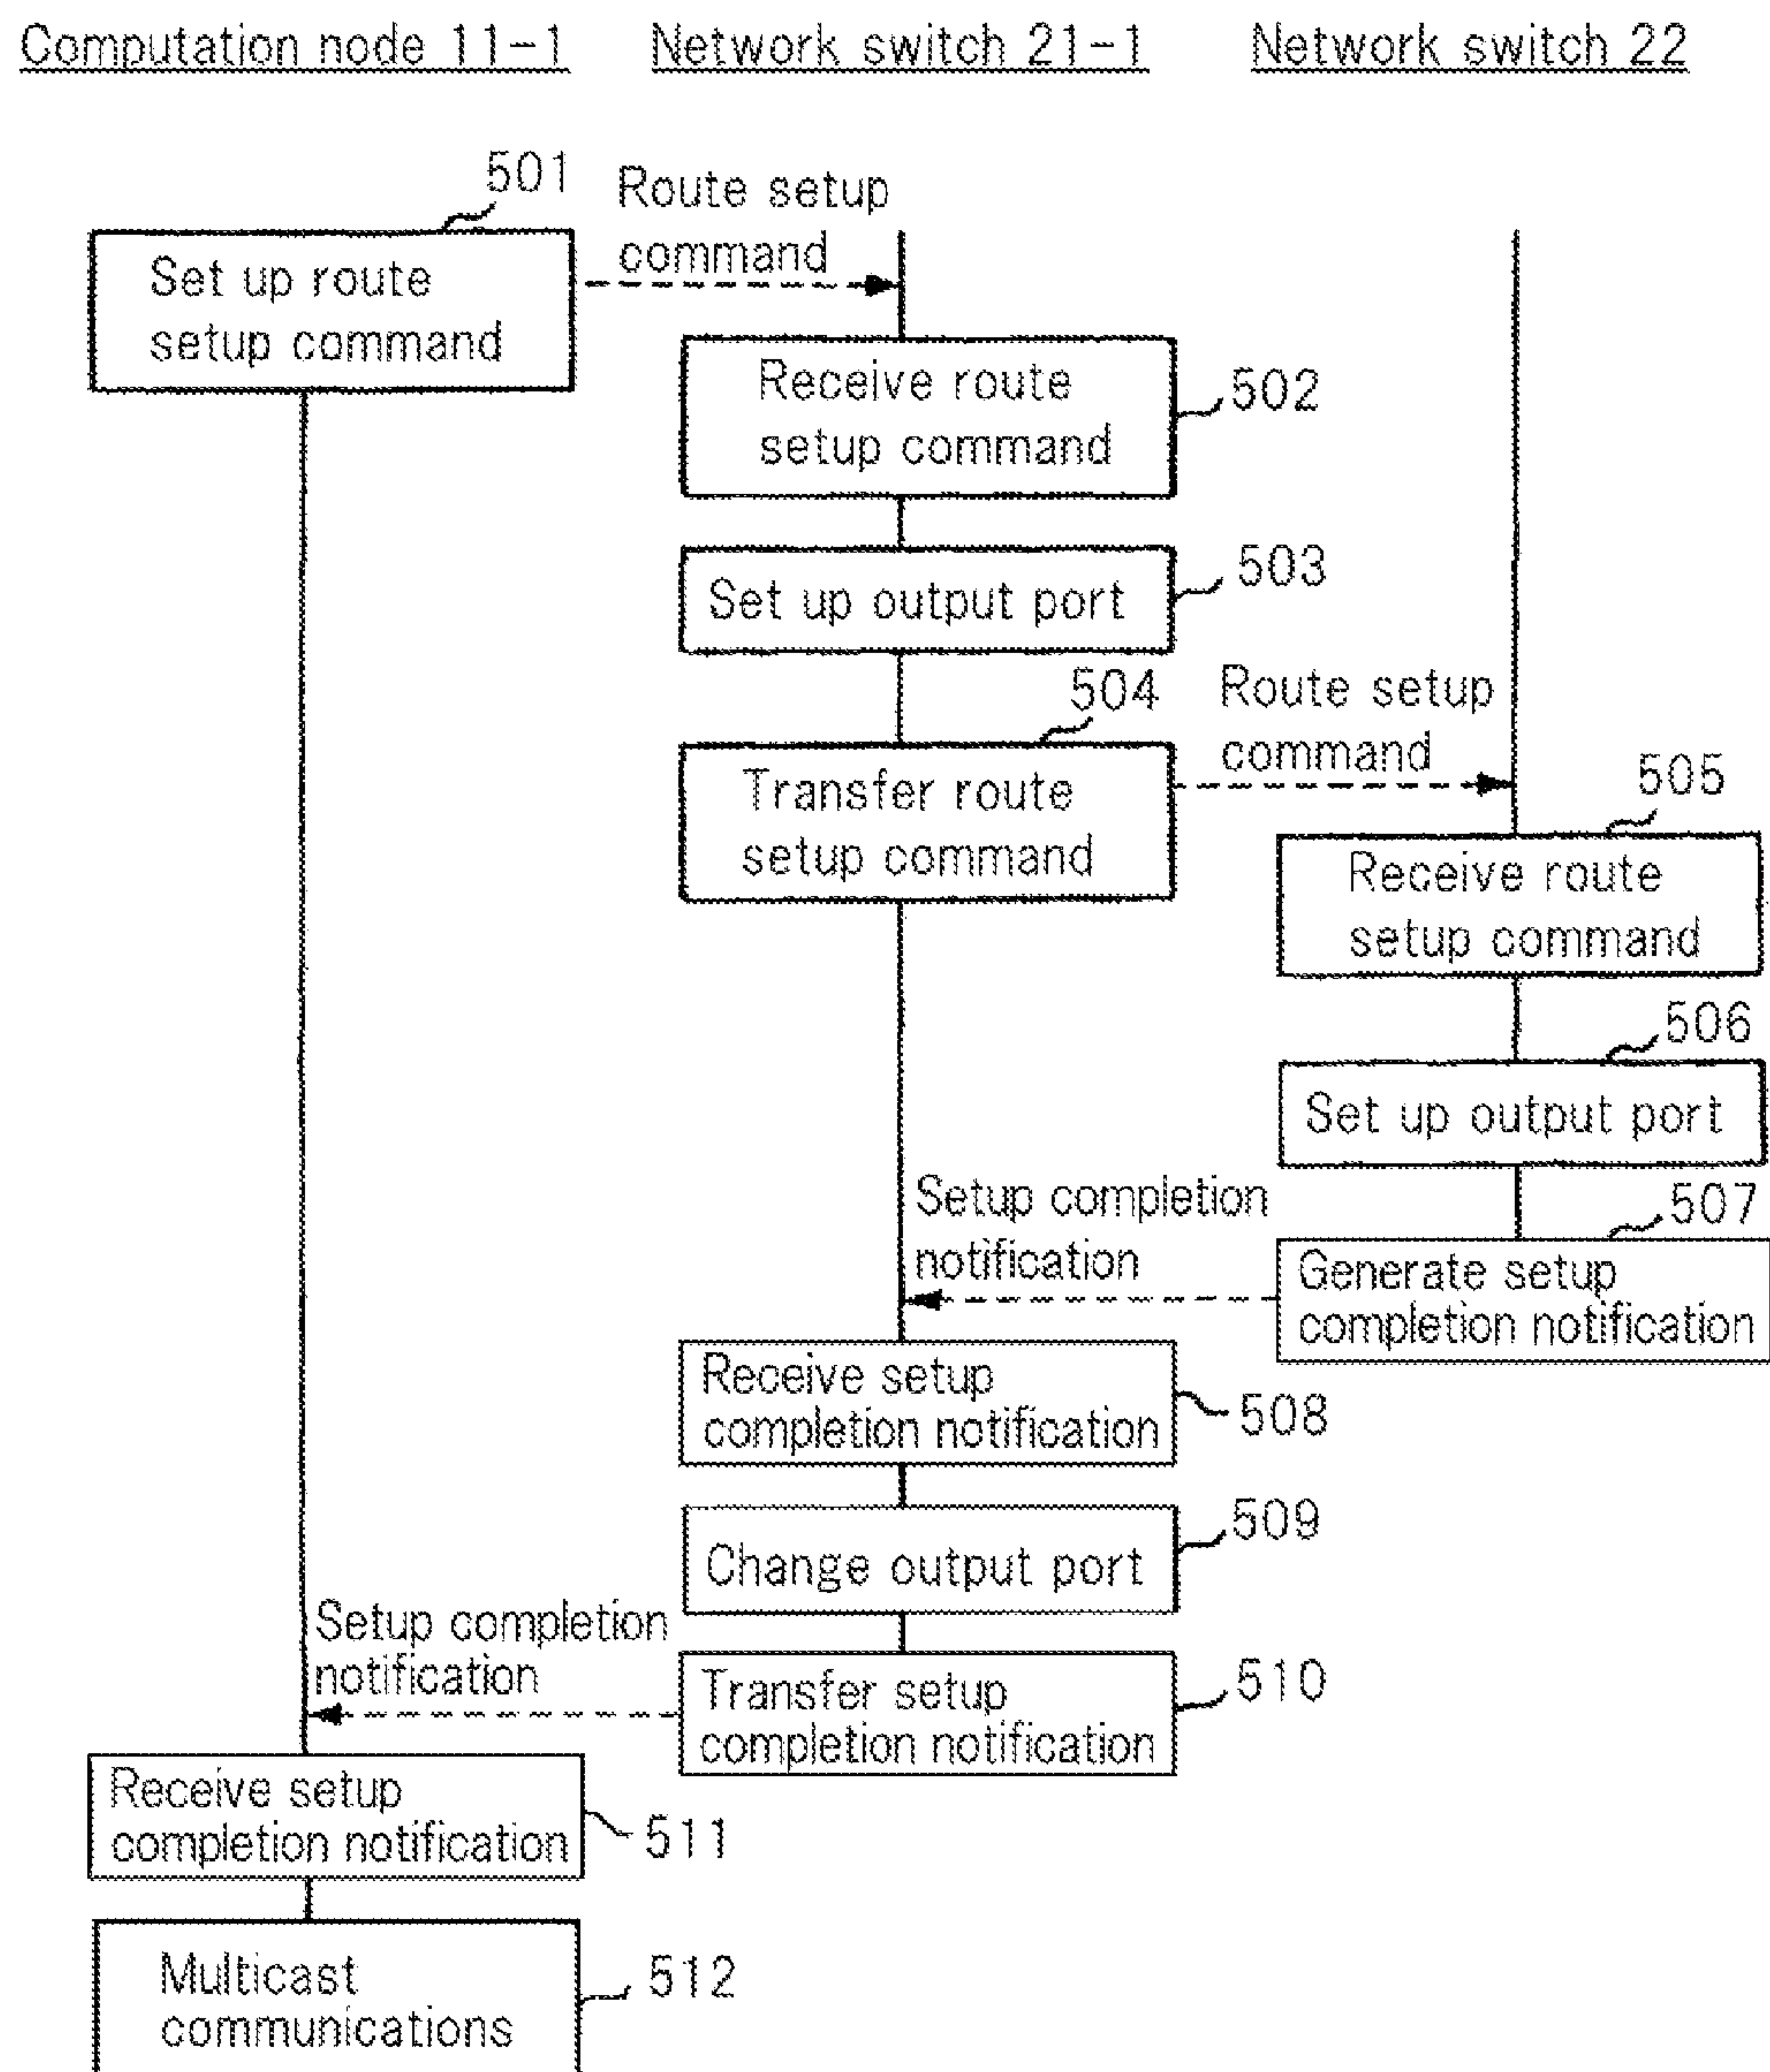 Computation node 11-1
Network switch 21-1
Network switch 22
501
Route setup
command
Set up route
setup command
Receive route
setup command
502
Set up output port
503
504
Route setup
command
Transfer route
setup command
505
Receive route
setup command
506
Set up output port
507
Setup completion
notification
Generate setup
completion notification
Receive setup
completion notification
508
Change output port
509
Setup completion
notification
Transfer setup
completion notification
510
Receive setup
completion notification
511
Multicast
communications
512